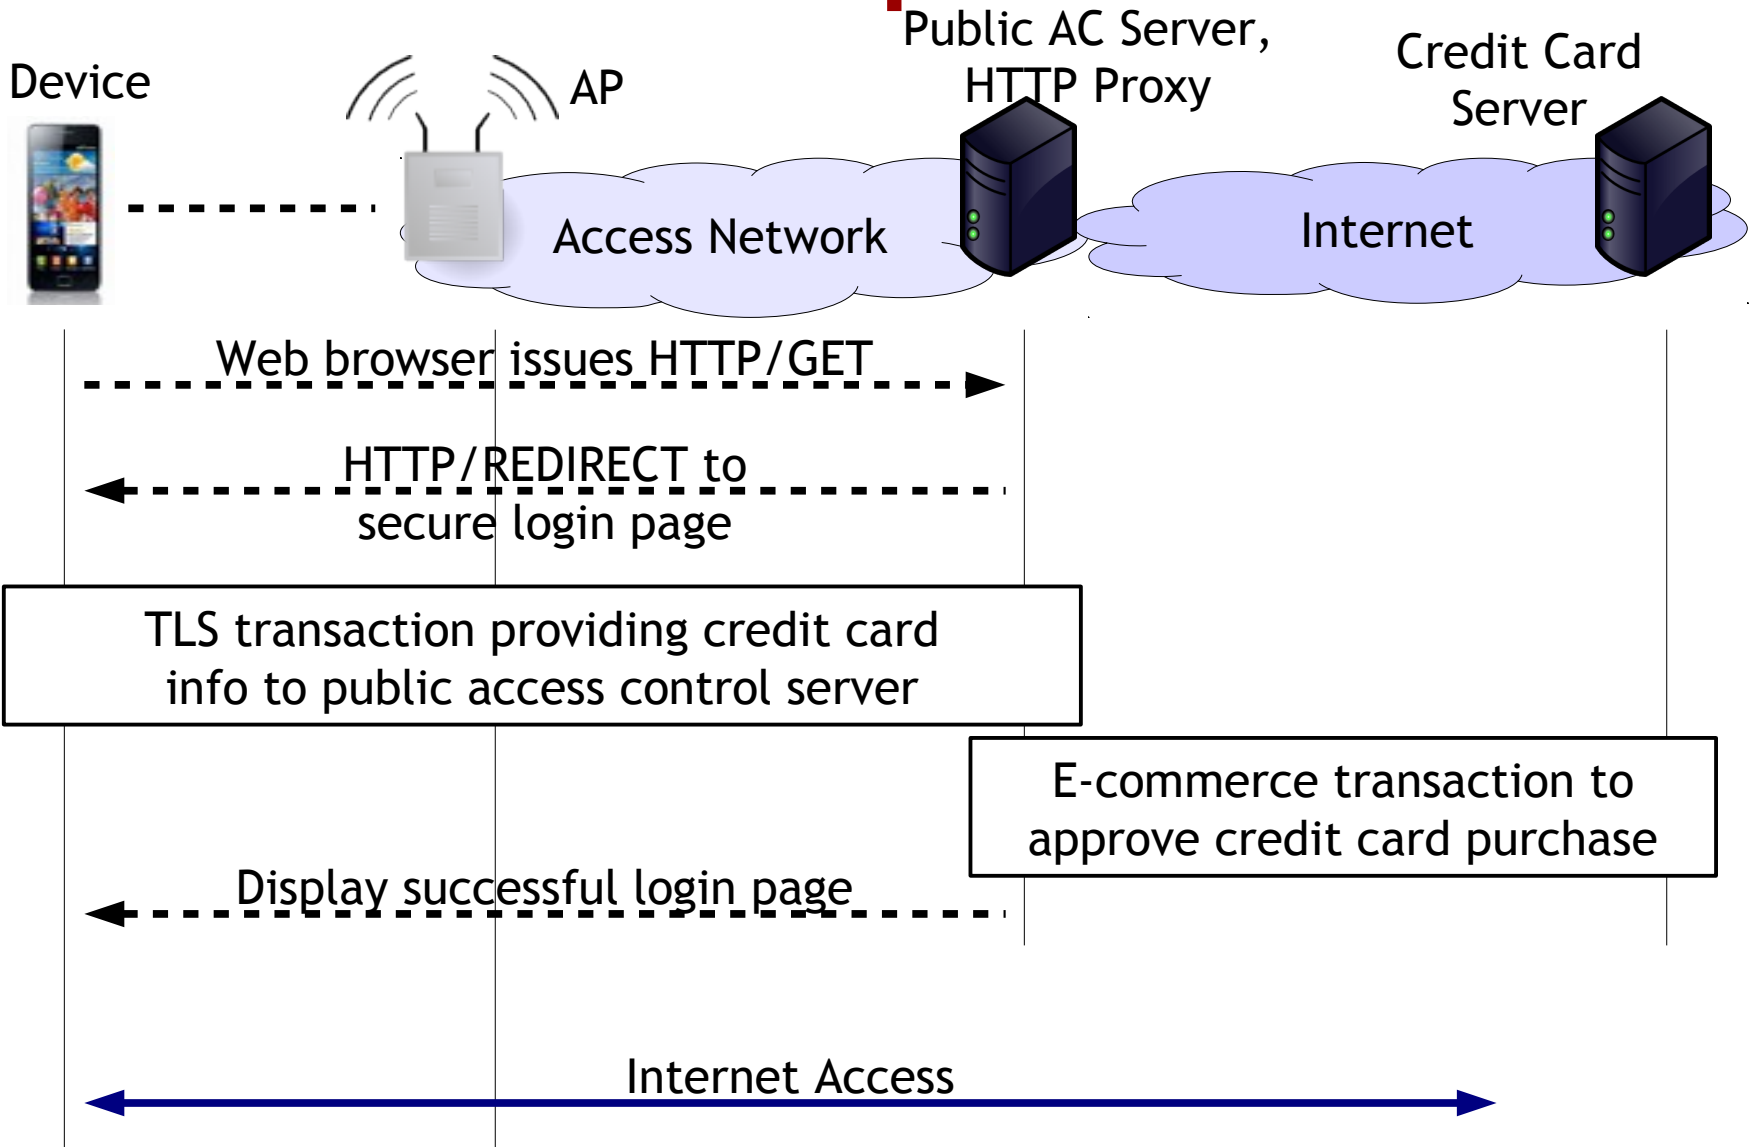 Public AC Server,
HTTP Proxy
Credit Card
Server
Device
AP
Access Network
Internet
Web browser issues HTTP/GET
HTTP/REDIRECT to
secure login page
TLS transaction providing credit card
info to public access control server
E-commerce transaction to
approve credit card purchase
Display successful login page
Internet Access